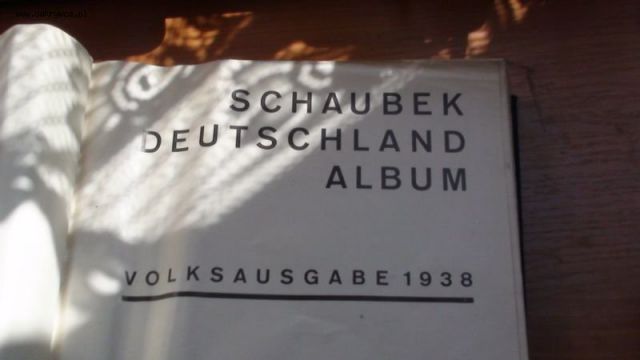 SCHAUBEK
DEUTSCHLAND
ALBUM
VOLKSAUSGABE 1938